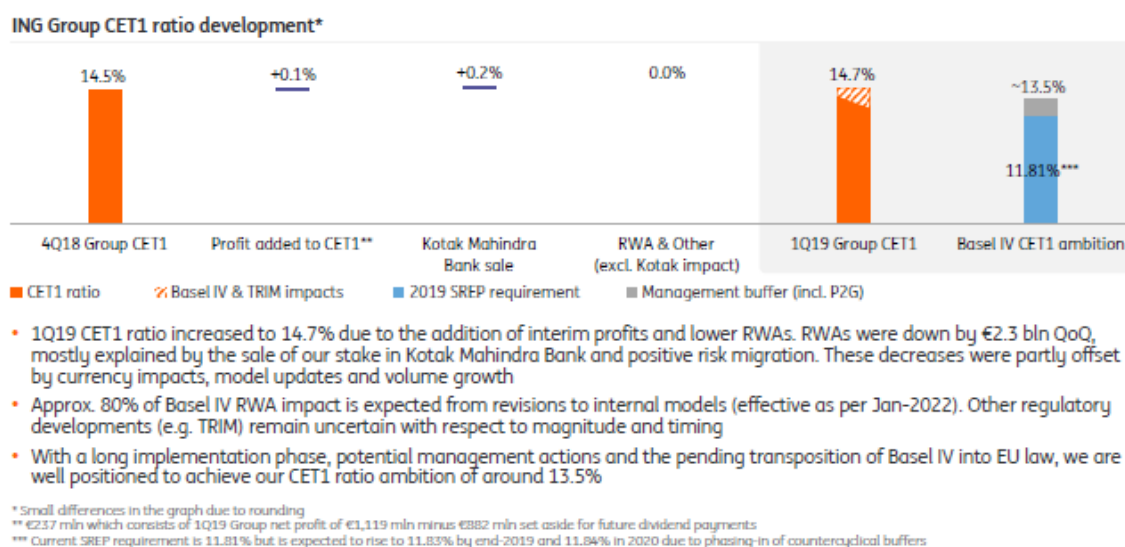 ING Group CET1 ratio development*
14.5%
+0.1%
+0.2%
0.0%
14.7%
~13.5%
11.81%***
4Q18 Group CET1
Profit added to CET1**
Kotak Mahindra
Bank sale
RWA & Other
(excl. Kotak impact)
1Q19 Group CET1
Basel IV CET1 ambition
CET1 ratio
Basel IV & TRIM impacts
2019 SREP requirement
Management buffer (incl. P2G)
• 1Q19 CET1 ratio increased to 14.7% due to the addition of interim profits and lower RWAs. RWAs were down by €2.3 bln QoQ,
mostly explained by the sale of our stake in Kotak Mahindra Bank and positive risk migration. These decreases were partly offset
by currency impacts, model updates and volume growth
• Approx. 80% of Basel IV RWA impact is expected from revisions to internal models (effective as per Jan-2022). Other regulatory
developments (e.g. TRIM) remain uncertain with respect to magnitude and timing
• With a long implementation phase, potential management actions and the pending transposition of Basel IV into EU law, we are
well positioned to achieve our CET1 ratio ambition of around 13.5%
* Small differences in the graph due to rounding
** €237 mln which consists of 1Q19 Group net profit of €1,119 mln minus €882 mln set aside for future dividend payments
*** Current SREP requirement is 11.81% but is expected to rise to 11.83% by end-2019 and 11.84% in 2020 due to phasing-in of countercyclical buffers